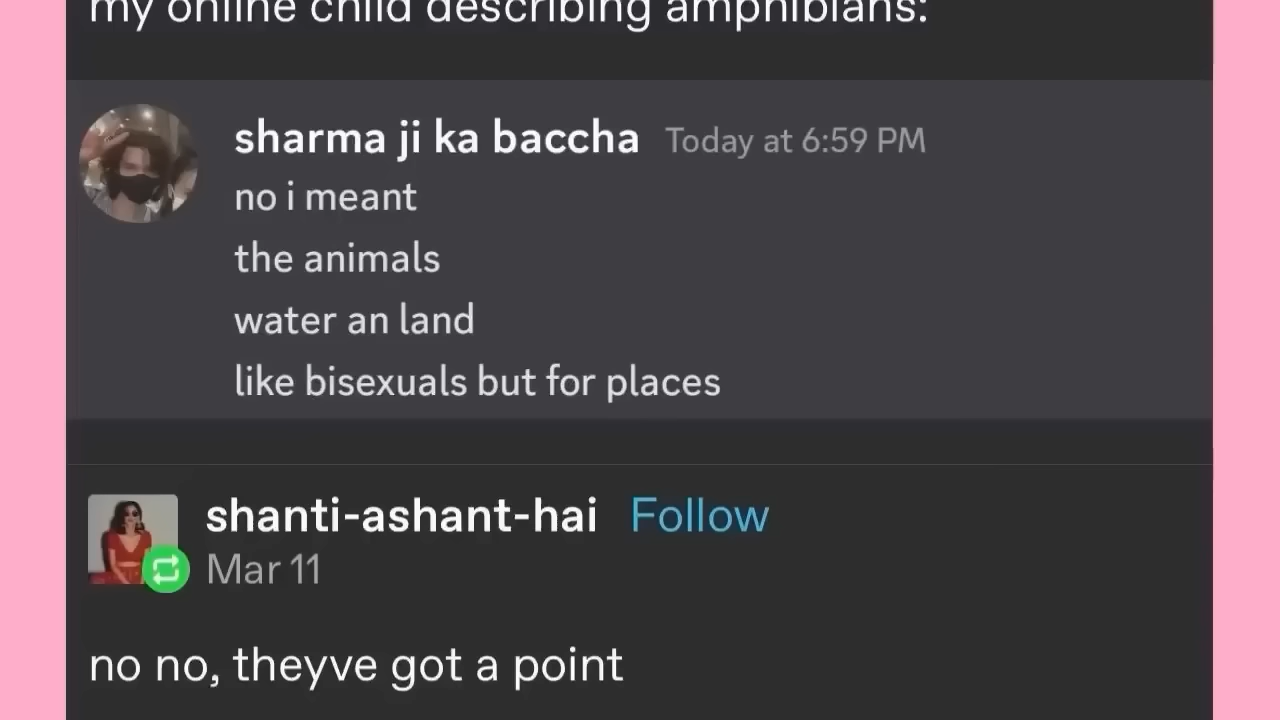 my online child describing amphibians:
sharma ji ka baccha Today at 6:59 PM
no i meant
the animals
water an land
like bisexuals but for places
shanti-ashant-hai Follow
Mar 11
no no, theyve got a point